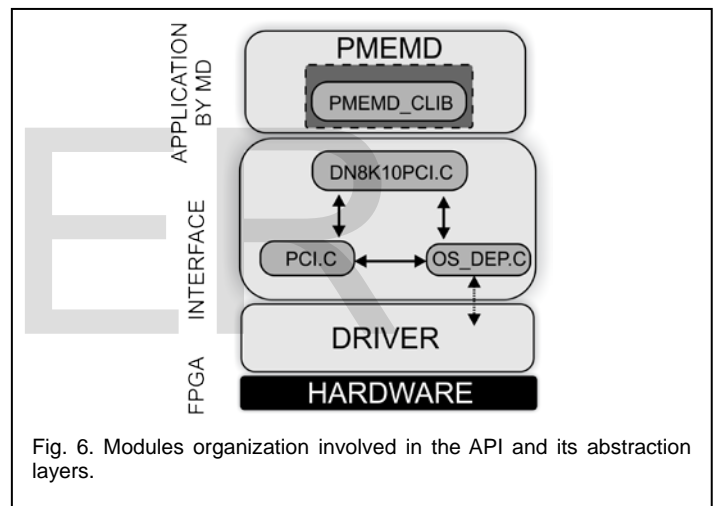 PMEMD
PMEMD_CLIB
APPLICATION
BY MD
DN8K10PCI.C
PCI.C
OS_DEP.C
INTERFACE
DRIVER
HARDWARE
FPGA
ER
Fig. 6. Modules organization involved in the API and its abstraction
layers.